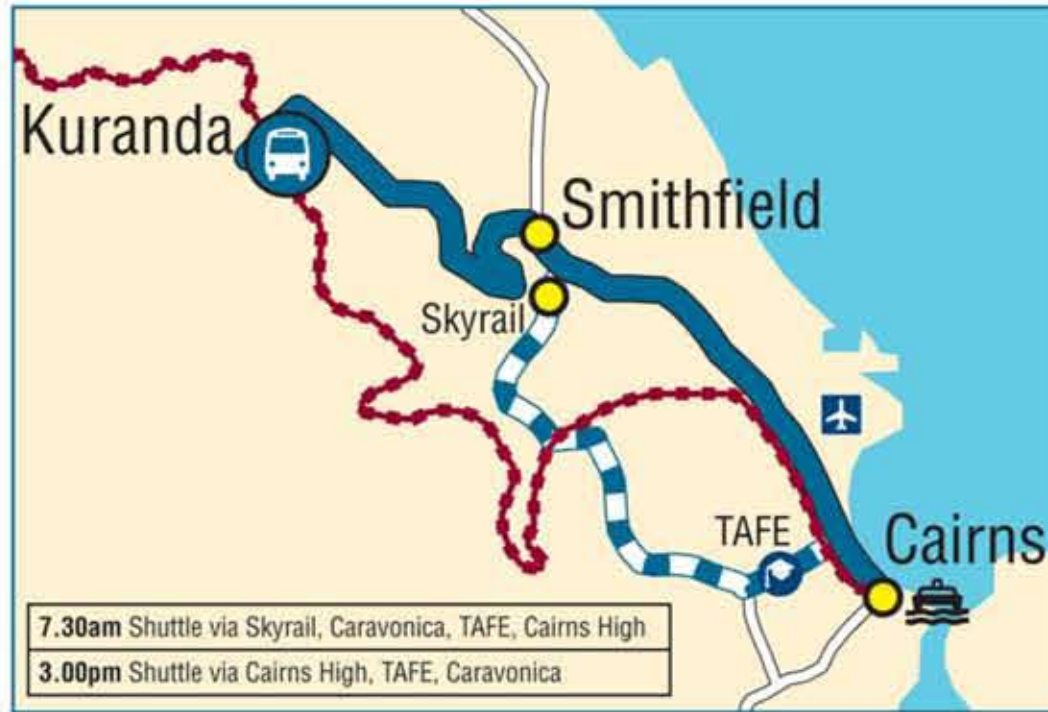 Kuranda
Smithfield
Skyrail
TAFE
Cairns
7.30am Shuttle via Skyrail, Caravonica, TAFE, Cairns High
3.00pm Shuttle via Cairns High, TAFE, Caravonica